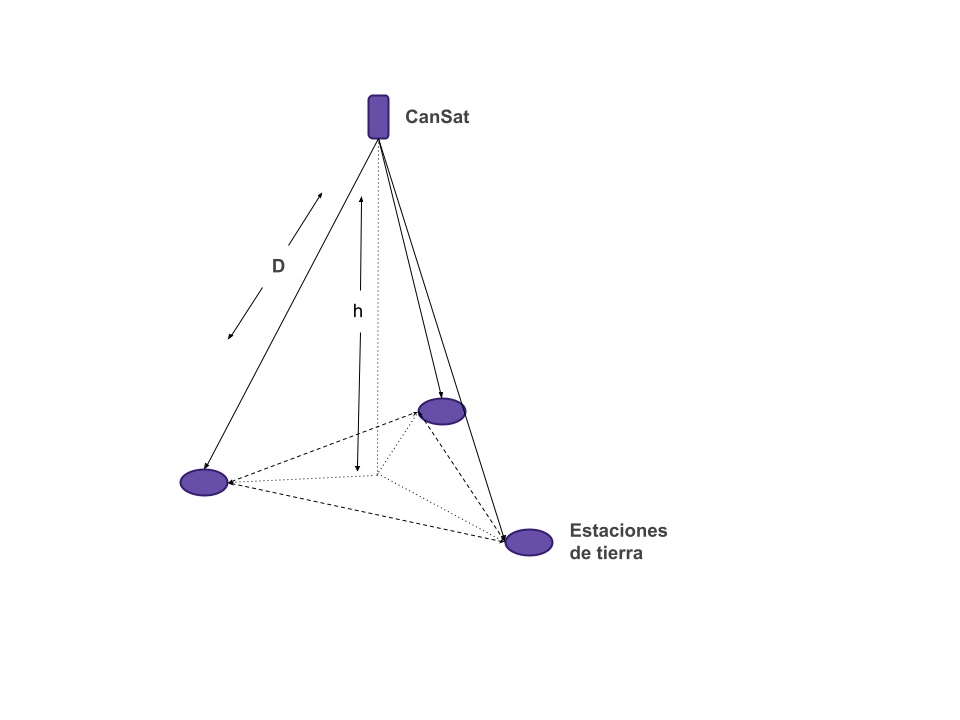 CanSat
D
h
Estaciones
de tierra